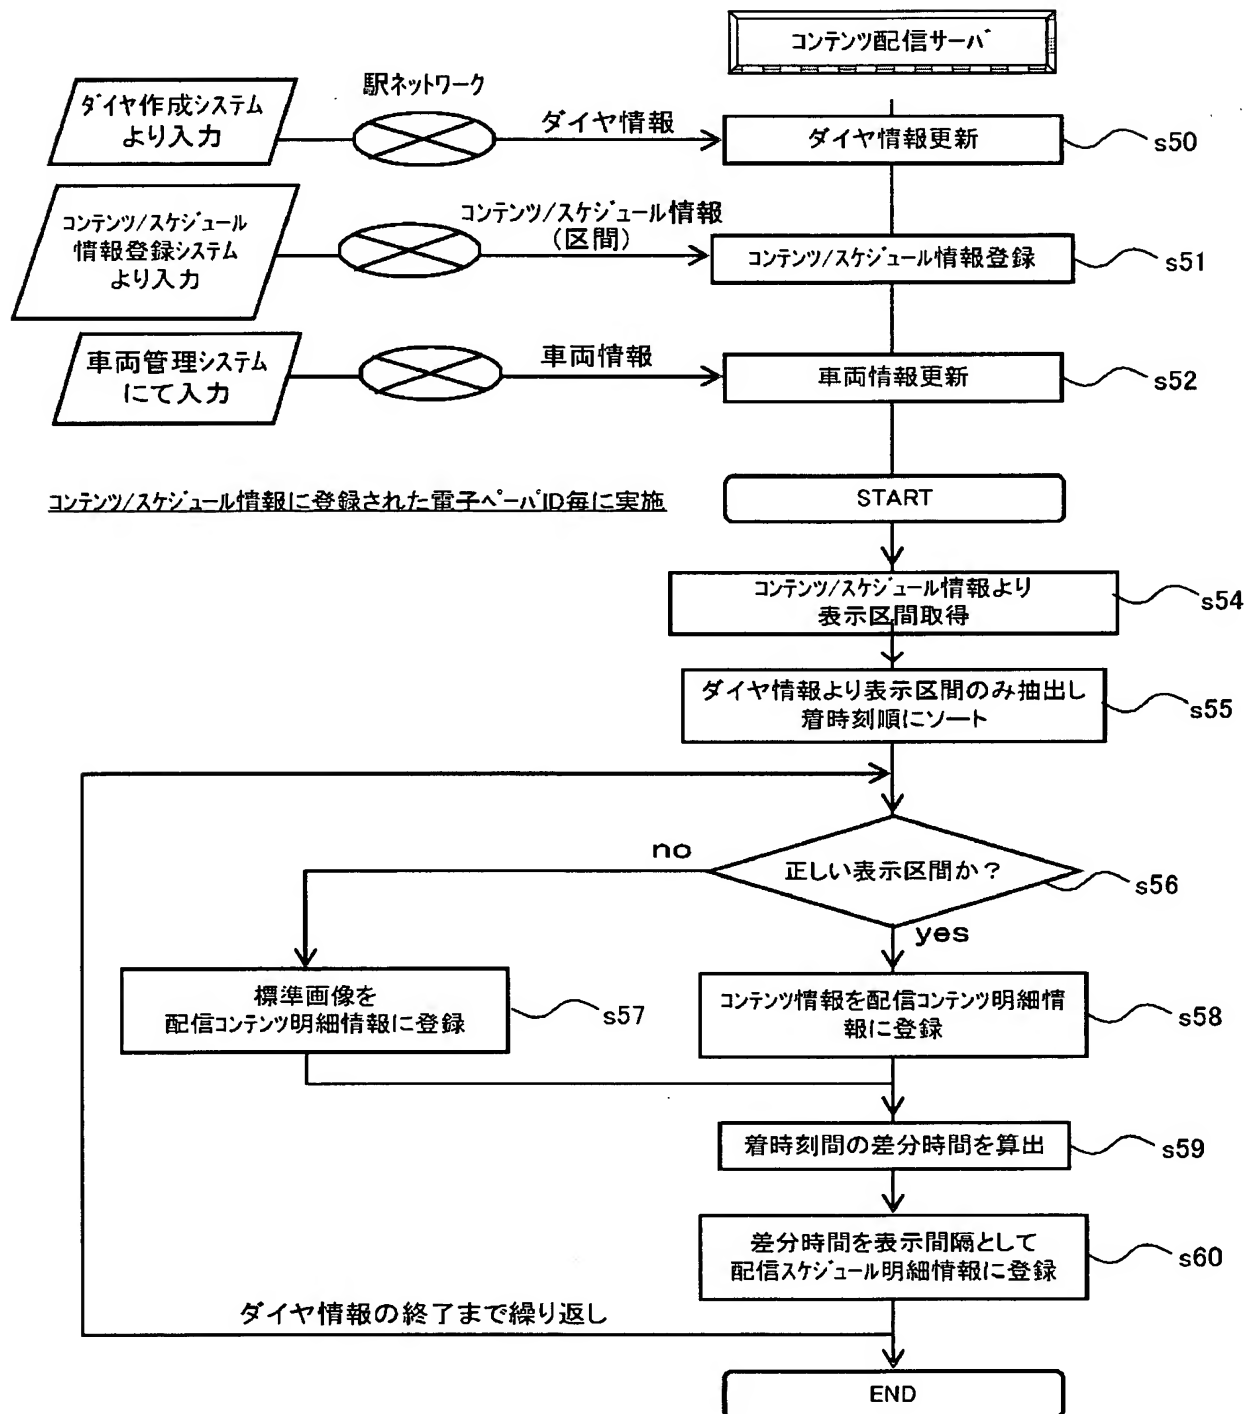 コンテンツ配信サーバ
駅ネットワーク
ダイヤ作成システム
より入力
ダイヤ情報
ダイヤ情報更新
s50
コンテンツ/スケジュール
情報登録システム
より入力
コンテンツ/スケジュール情報
(区間)
コンテンツ/スケジュール情報登録
s51
車両管理システム
にて入力
車両情報
車両情報更新
s52
コンテンツ/スケジュール情報に登録された電子ペーパID毎に実施
START
コンテンツ/スケジュール情報より
表示区間取得
s54
ダイヤ情報より表示区間のみ抽出し
着時刻順にソート
s55
no
正しい表示区間か?
s56
yes
標準画像を
配信コンテンツ明細情報に登録
s57
コンテンツ情報を配信コンテンツ明細情
報に登録
s58
着時刻間の差分時間を算出
s59
差分時間を表示間隔として
配信スケジュール明細情報に登録
s60
ダイヤ情報の終了まで繰り返し
END